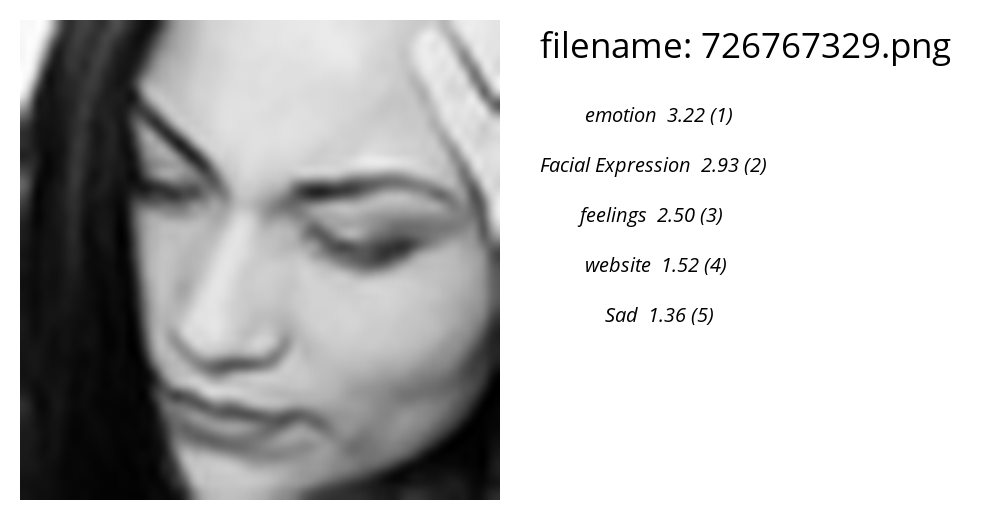 filename: 726767329.png
emotion 3.22 (1)
Facial Expression 2.93 (2)
feelings 2.50 (3)
website 1.52 (4)
Sad 1.36 (5)